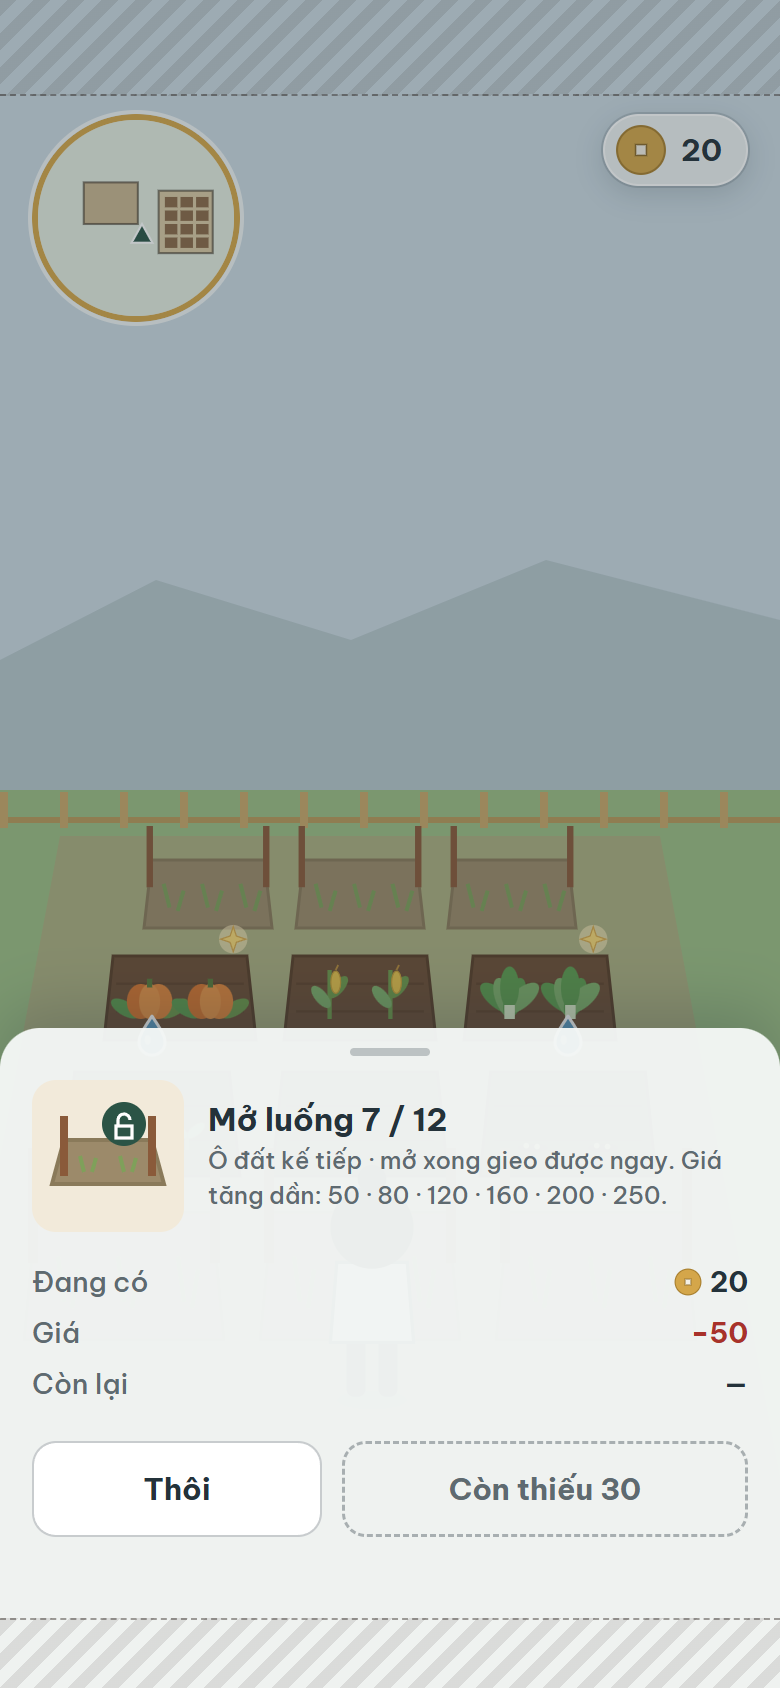 20
Mở luống 7 / 12
Ô đất kế tiếp · mở xong gieo được ngay. Giá
tăng dần: 50 · 80 · 120 · 160 · 200 · 250.
Đang có 20
Giá -50
Còn lại –
Thôi
Còn thiếu 30